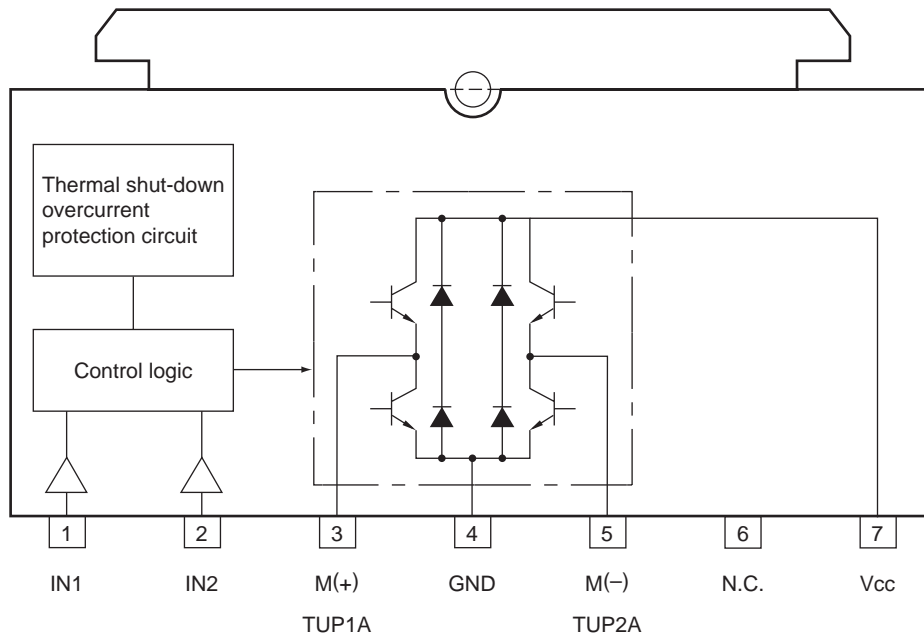 Thermal shut-down
overcurrent
protection circuit
Control logic
1 2 3 4 5 6 7
IN1 IN2 M(+) GND M(−) N.C. Vcc
TUP1A TUP2A